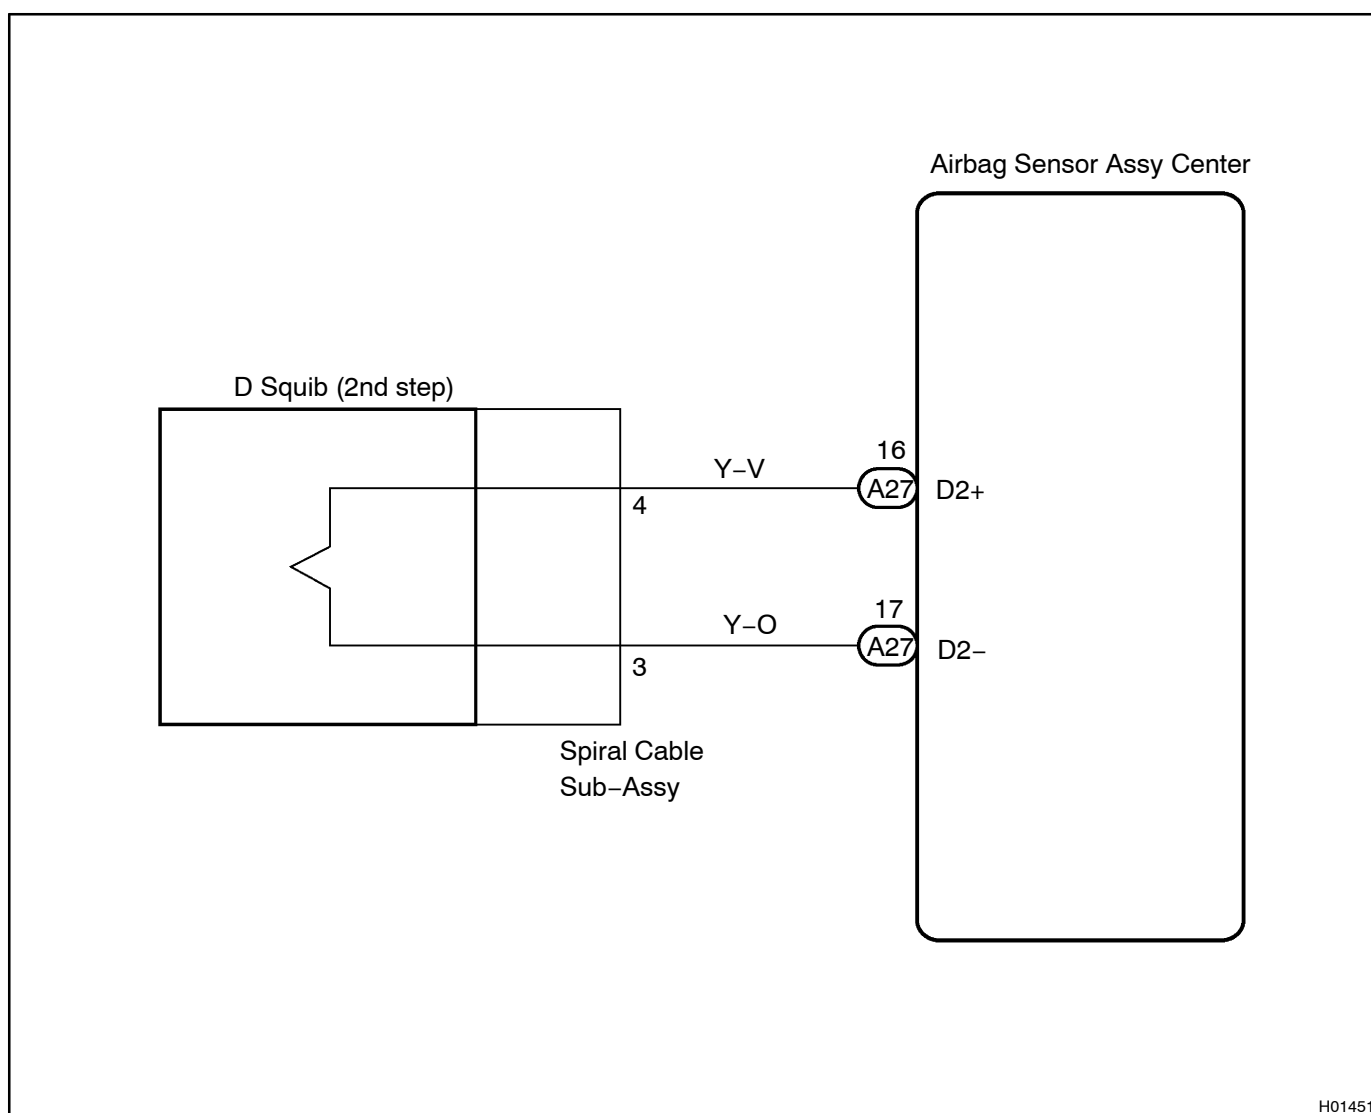 Airbag Sensor Assy Center
D Squib (2nd step)
16
Y−V
A27
D2+
4
17
Y−O
A27
D2−
3
Spiral Cable
Sub−Assy
H01451